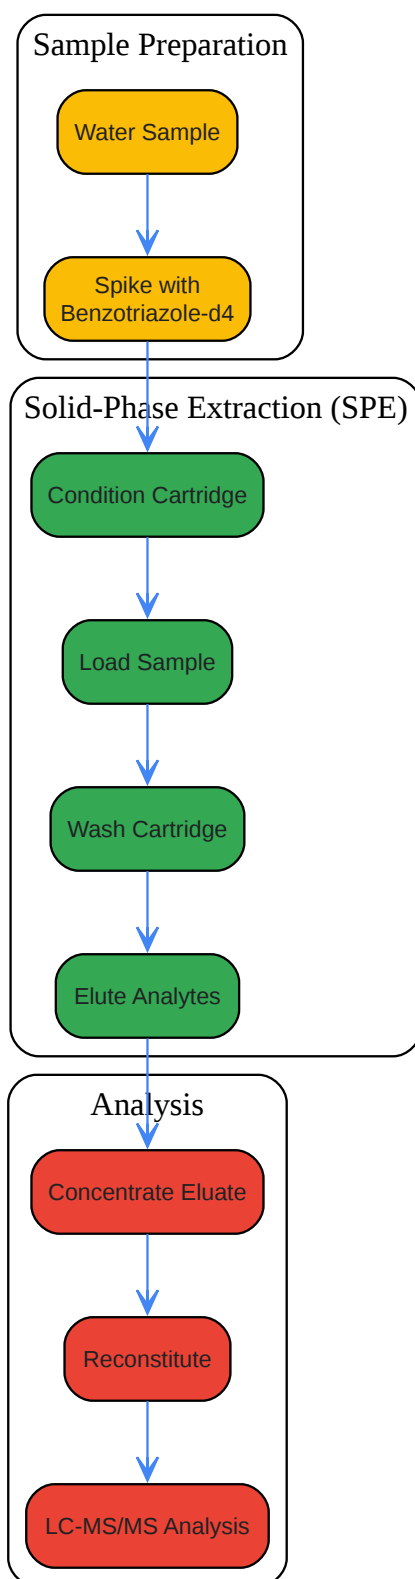 Sample Preparation
Water Sample
Spike with
Benzotriazole-d4
Solid-Phase Extraction (SPE)
Condition Cartridge
Load Sample
Wash Cartridge
Elute Analytes
Analysis
Concentrate Eluate
Reconstitute
LC-MS/MS Analysis